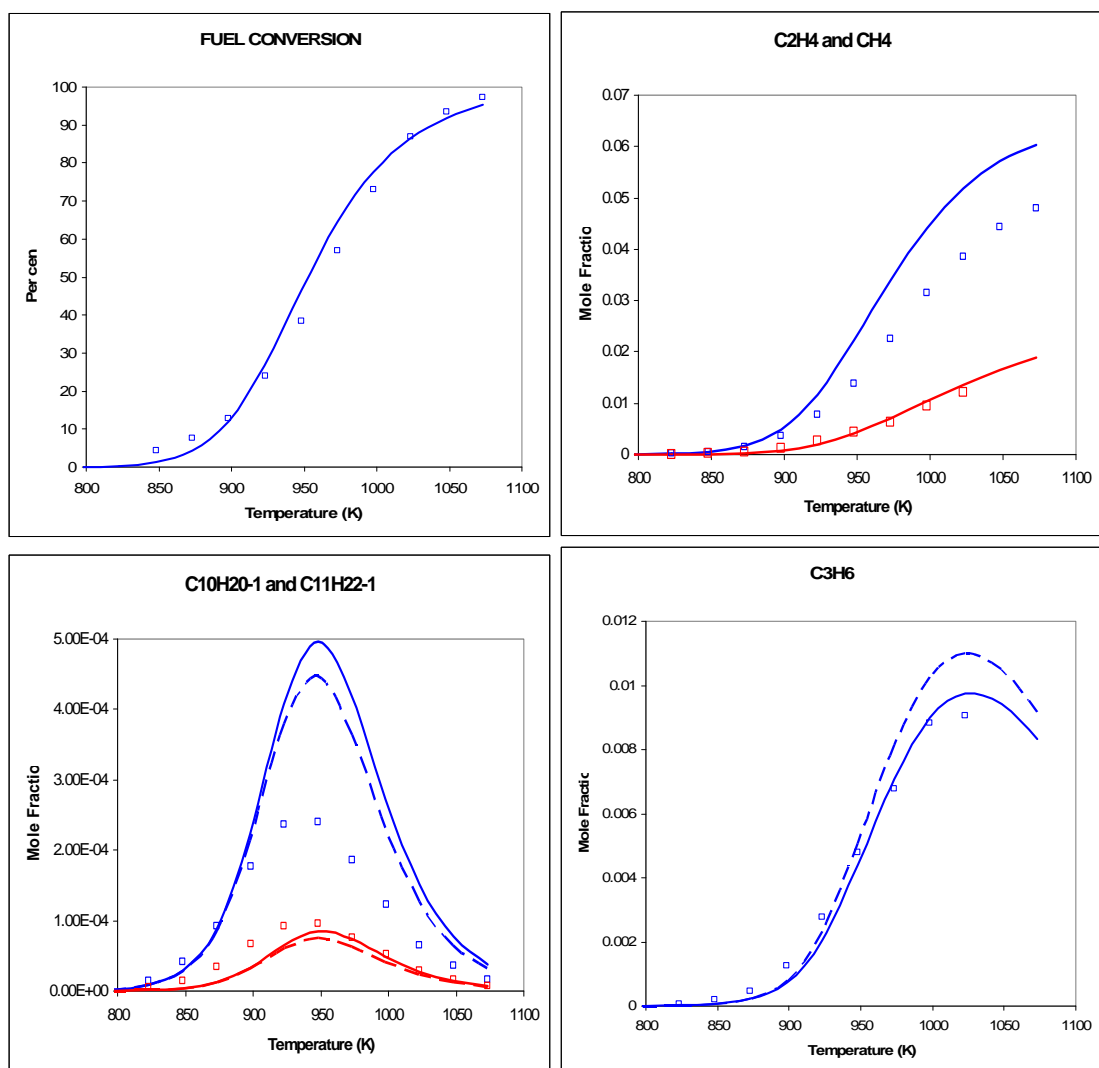 FUEL CONVERSION
100
90
80
70
60
50
40
30
20
10
0
Per cen
800 850 900 950 1000 1050 1100
Temperature (K)
C2H4 and CH4
0.07
0.06
0.05
0.04
0.03
0.02
0.01
0
Mole Fractic
800 850 900 950 1000 1050 1100
Temperature (K)
C10H20-1 and C11H22-1
5.00E-04
4.00E-04
3.00E-04
2.00E-04
1.00E-04
0.00E+00
Mole Fractic
800 850 900 950 1000 1050 1100
Temperature (K)
C3H6
0.012
0.01
0.008
0.006
0.004
0.002
0
Mole Fractic
800 850 900 950 1000 1050 1100
Temperature (K)